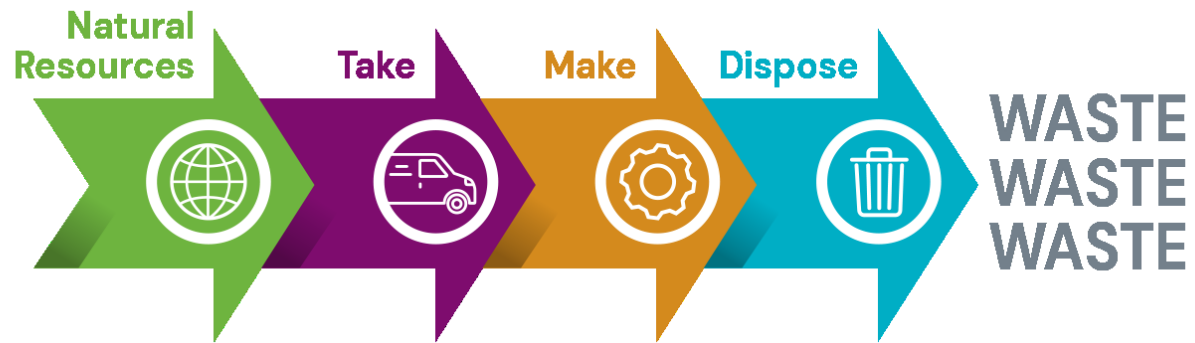 Natural
Resources
Take
Make
Dispose
WASTE
WASTE
WASTE